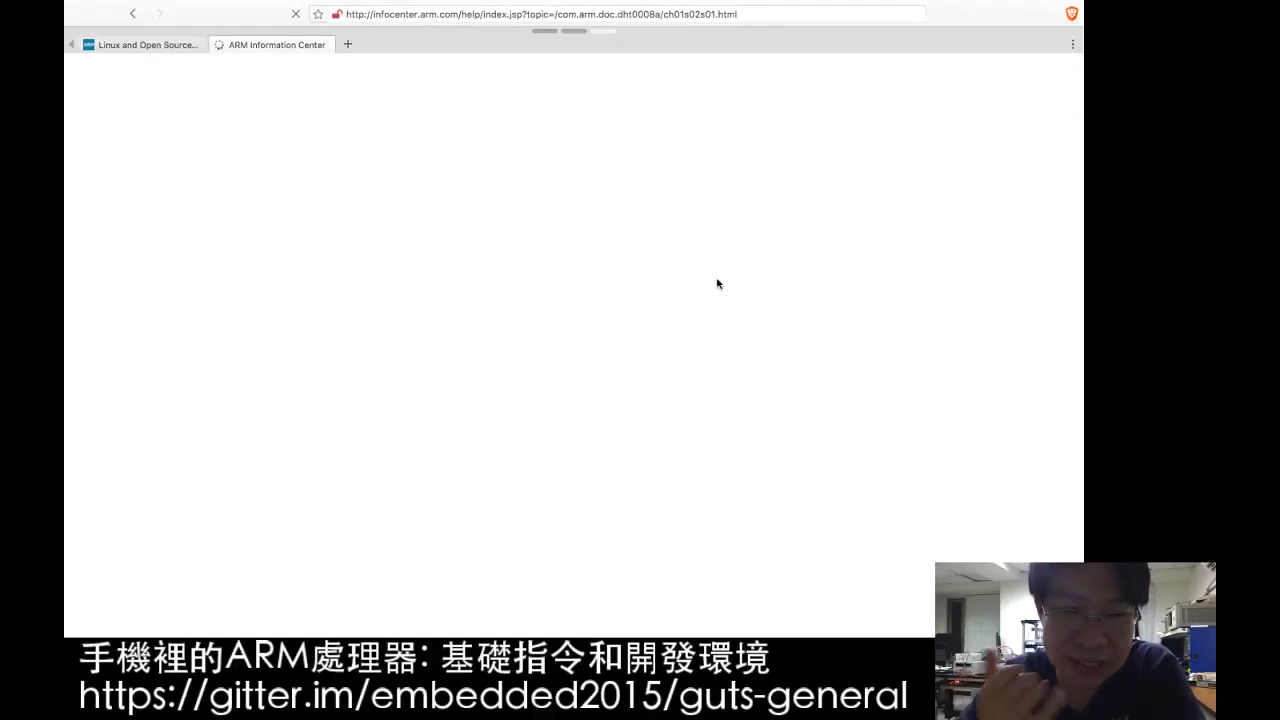 http://infocenter.arm.com/help/index.jsp?topic=/com.arm.doc.dht0008a/ch01s02s01.html
Linux and Open Source...
ARM Information Center
手機裡的ARM處理器: 基礎指令和開發環境
https://gitter.im/embedded2015/guts-general